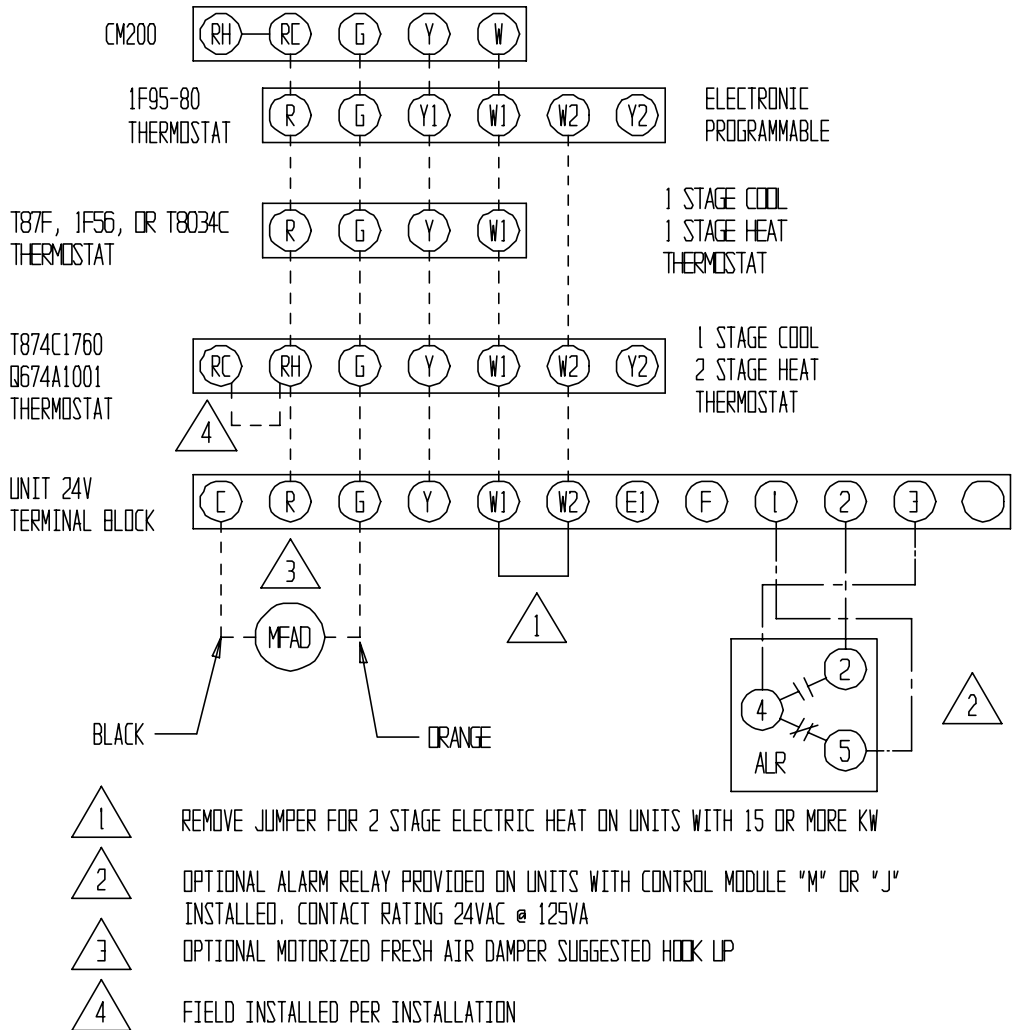 CM200 RH RC G Y W
1F95-80
THERMOSTAT
R G Y1 W1 W2 Y2
ELECTRONIC
PROGRAMMABLE
T87F, 1F56, OR T8034C
THERMOSTAT
R G Y W1
1 STAGE COOL
1 STAGE HEAT
THERMOSTAT
T874C1760
Q674A1001
THERMOSTAT
RC RH G Y W1 W2 Y2
1 STAGE COOL
2 STAGE HEAT
THERMOSTAT
4
UNIT 24V
TERMINAL BLOCK
C R G Y W1 W2 E1 F 1 2 3
3
MFAD
1
2
4
5
ALR
2
BLACK
ORANGE
1 REMOVE JUMPER FOR 2 STAGE ELECTRIC HEAT ON UNITS WITH 15 OR MORE KW
2 OPTIONAL ALARM RELAY PROVIDED ON UNITS WITH CONTROL MODULE "M" OR "J"
INSTALLED. CONTACT RATING 24VAC @ 125VA
3 OPTIONAL MOTORIZED FRESH AIR DAMPER SUGGESTED HOOK UP
4 FIELD INSTALLED PER INSTALLATION